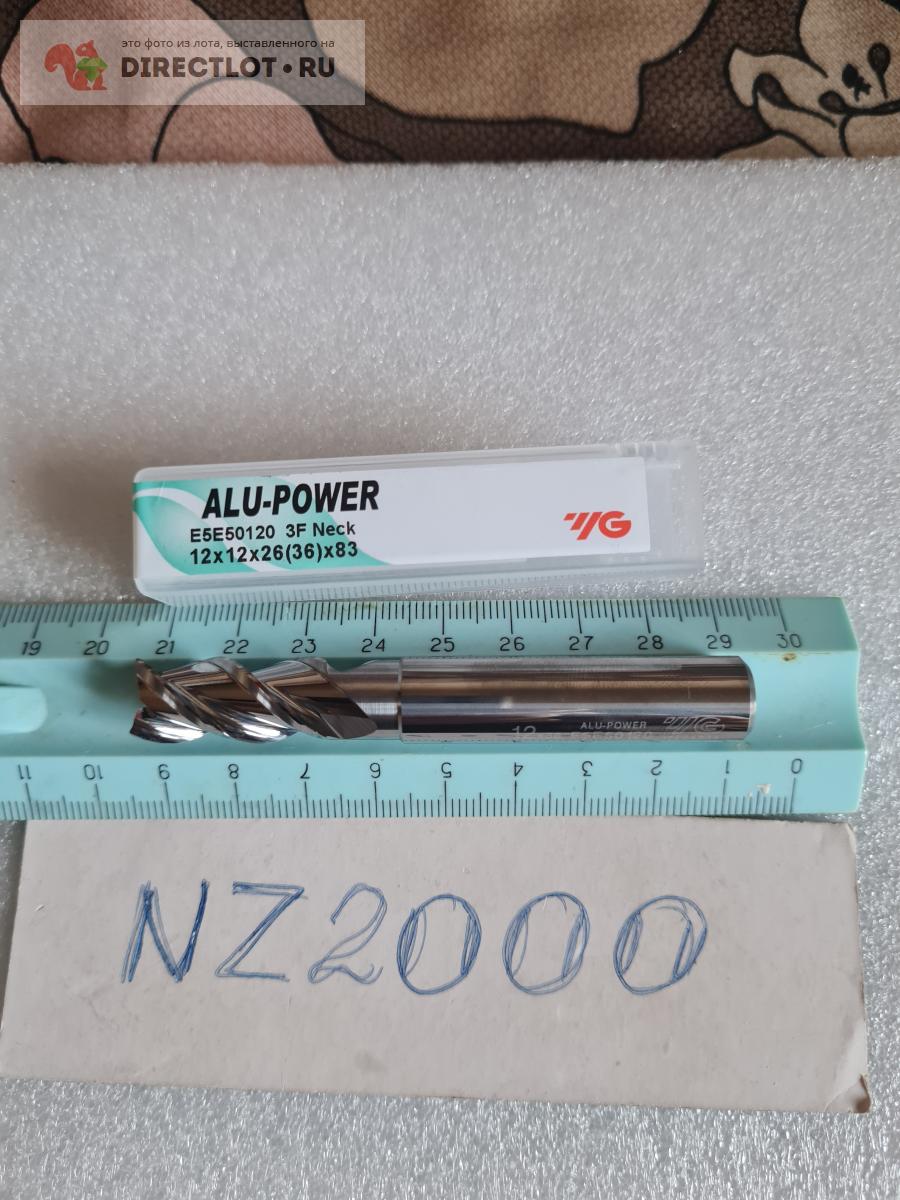 это фото из лота, выставленного на
DIRECTLOT.RU
ALU-POWER
E5E50120 3F Neck
12x12x26(36)x83
YG
19 20 21 22 23 24 25 26 27 28 29 30
12 ALU-POWER YG
11 10 9 8 7 6 5 4 3 2 1 0
NZ2000